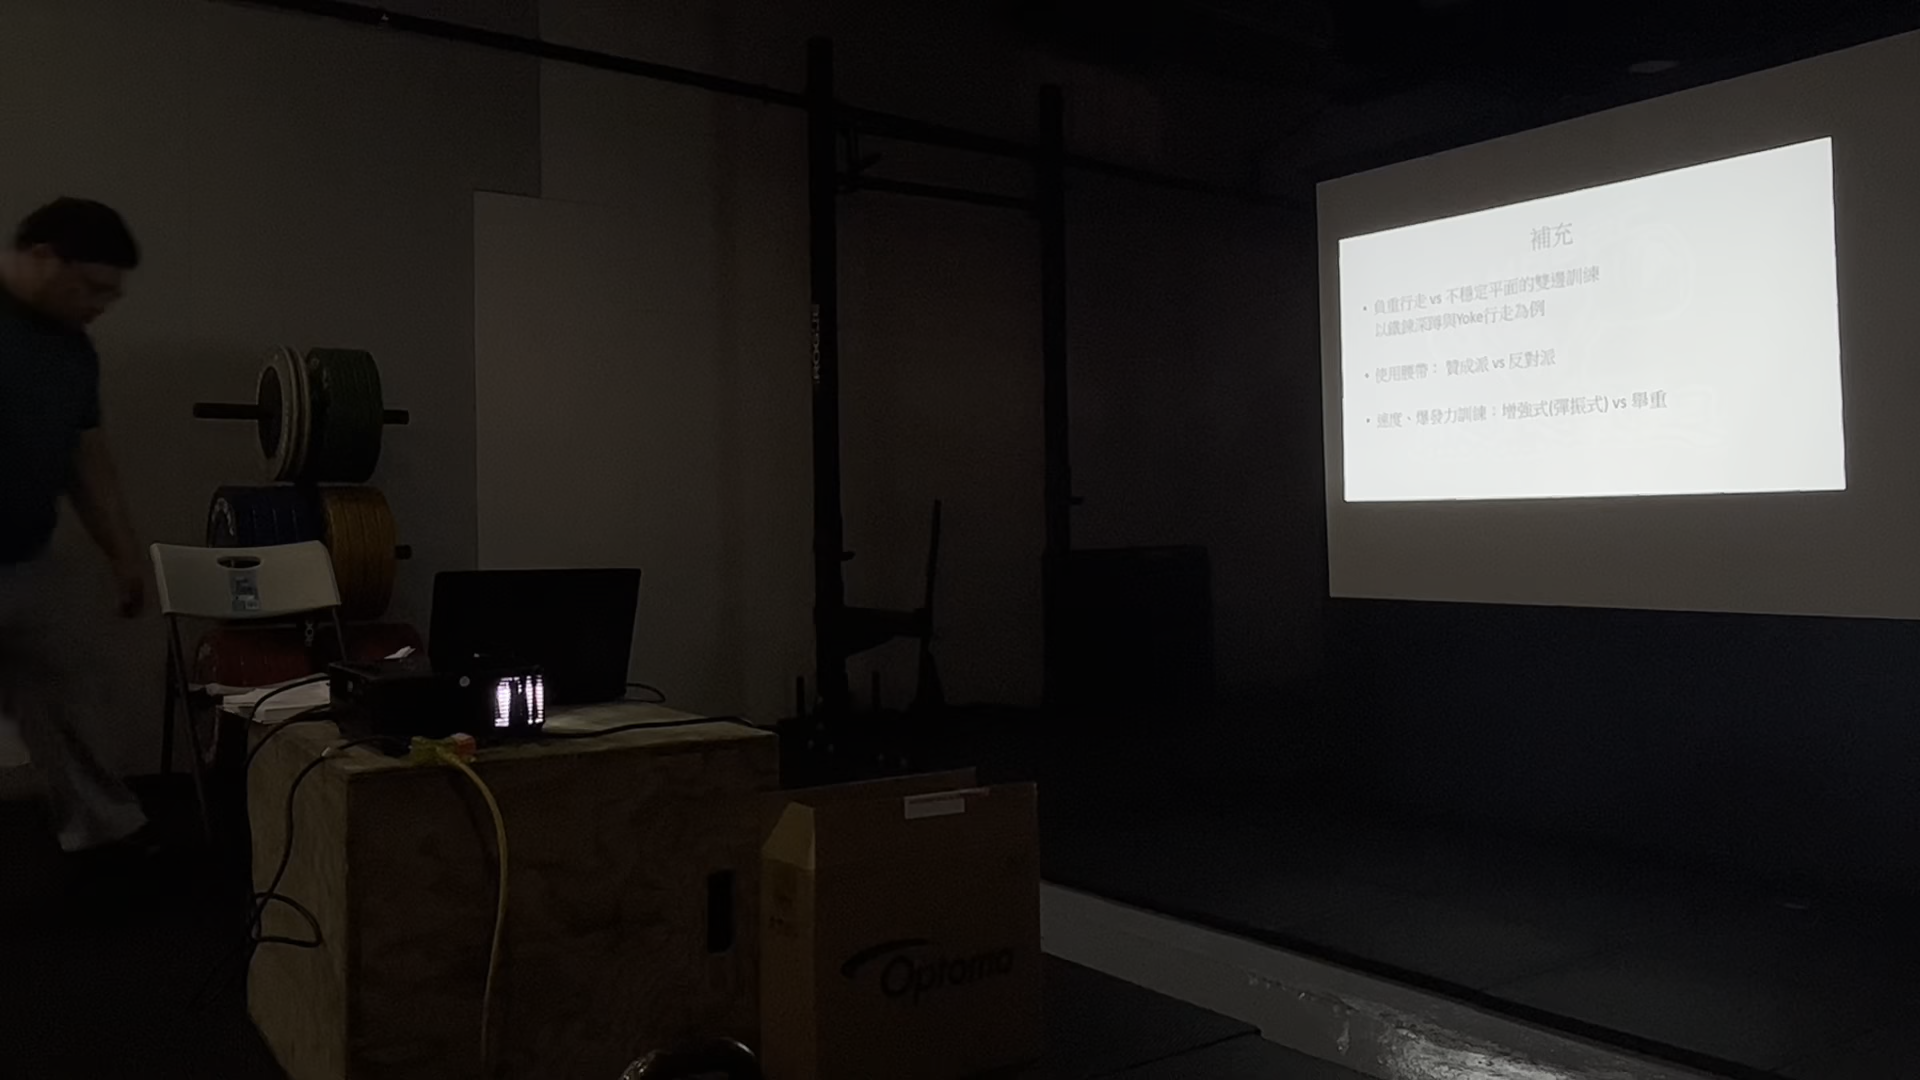 補充
• 負重行走 vs 不穩定平面的雙邊訓練
以鐵鍊深蹲與Yoke行走為例
• 使用腰帶： 贊成派 vs 反對派
• 速度、爆發力訓練：增強式(彈振式) vs 舉重
ROGUE
Optoma